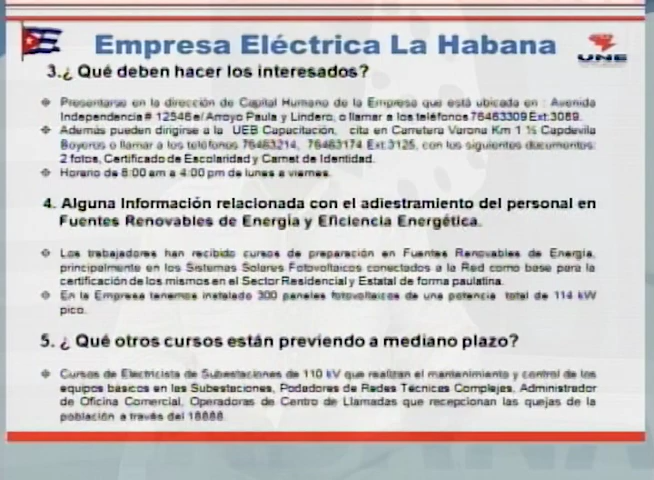 Empresa Eléctrica La Habana
UNE
3.¿ Qué deben hacer los interesados?
Presentarse en la dirección de Capital Humano de la Empresa que está ubicada en : Avenida
Independencia # 12546 e/ Arroyo Paula y Lindero, o llamar a los teléfonos 76463309 Ext:3089.
Además pueden dirigirse a la UEB Capacitación, cita en Carretera Varona Km 1 ½ Capdevila
Boyeros o llamar a los teléfonos 76463214, 76463174 Ext.3125, con los siguientes documentos:
2 fotos, Certificado de Escolaridad y Carnet de Identidad.
Horario de 8:00 am a 4:00 pm de lunes a viernes.
4. Alguna Información relacionada con el adiestramiento del personal en
Fuentes Renovables de Energía y Eficiencia Energética.
Los trabajadores han recibido cursos de preparación en Fuentes Renovables de Energía,
principalmente en los Sistemas Solares Fotovoltaicos conectados a la Red como base para la
certificación de los mismos en el Sector Residencial y Estatal de forma paulatina.
En la Empresa tenemos instalado 300 paneles fotovoltaicos de una potencia total de 114 kW
pico.
5. ¿ Qué otros cursos están previendo a mediano plazo?
Cursos de Electricista de Subestaciones de 110 kV que realizan el mantenimiento y control de los
equipos básicos en las Subestaciones, Podadores de Redes Técnicas Complejas, Administrador
de Oficina Comercial, Operadoras de Centro de Llamadas que recepcionan las quejas de la
población a través del 18888.